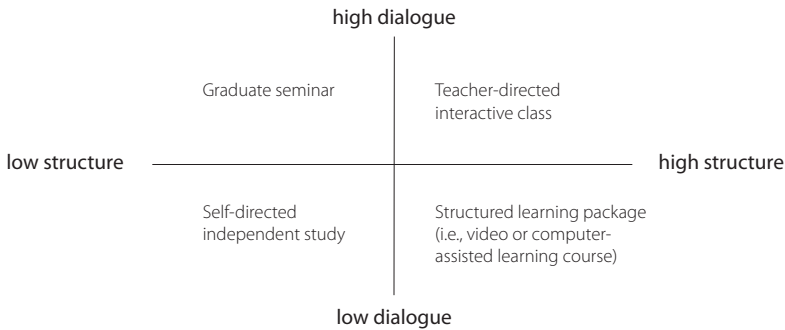 high dialogue
Graduate seminar
Teacher-directed
interactive class
low structure
high structure
Self-directed
independent study
Structured learning package
(i.e., video or computer-
assisted learning course)
low dialogue